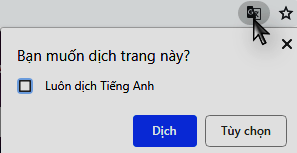 Bạn muốn dịch trang này?
Luôn dịch Tiếng Anh
Dịch
Tùy chọn